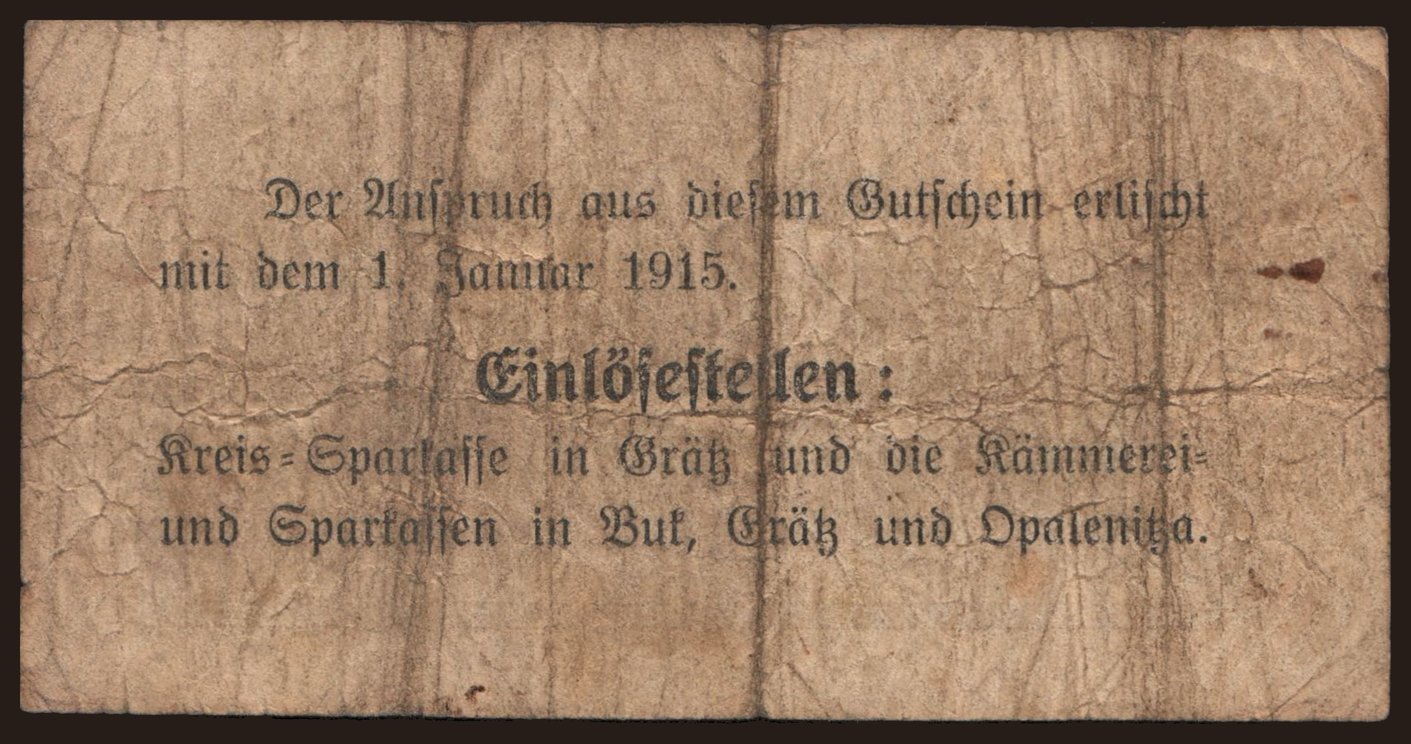 Der Anspruch aus diesem Gutschein erlischt
mit dem 1. Januar 1915.
Einlösestellen:
Kreis-Sparkasse in Grätz und die Kämmerei-
und Sparkassen in Buk, Grätz und Opalenitza.